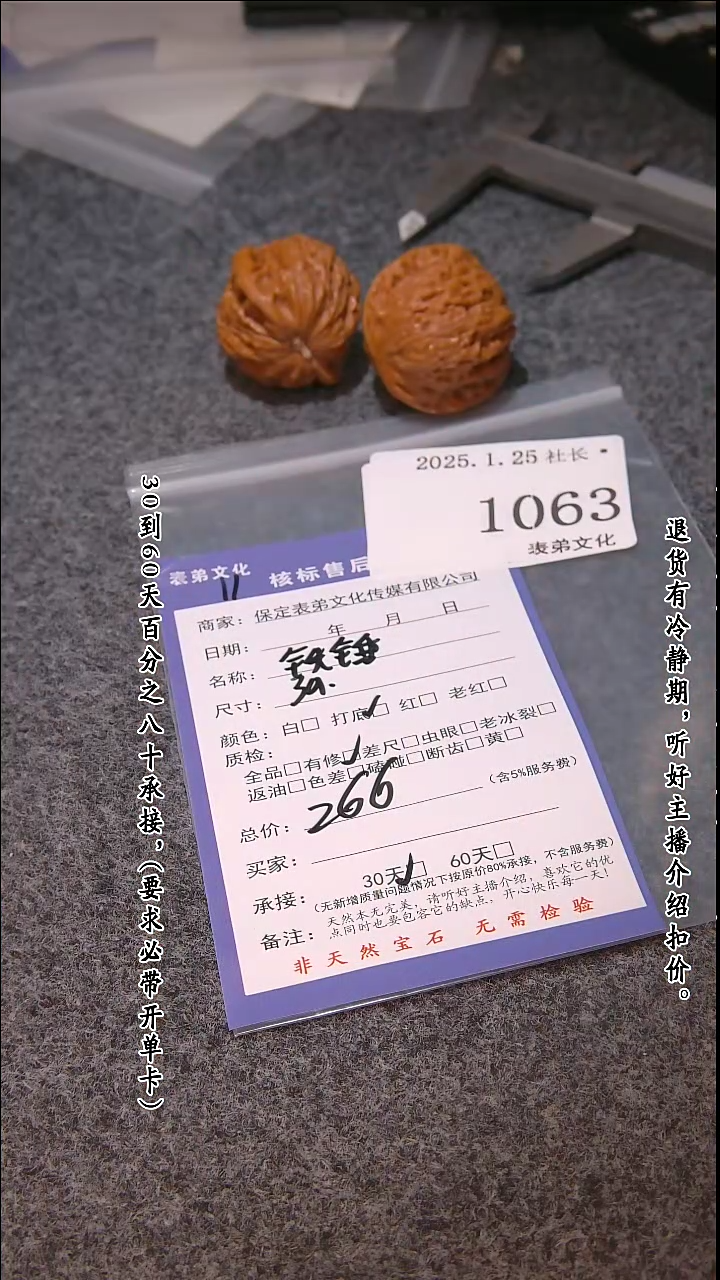 2025.1.25 社长
1063
表弟文化
表弟文化 核标售后
11
商家：保定表弟文化传媒有限公司
日期： 年 月 日
名称：铁锤
尺寸：39.
颜色：白□ 打底☑ 红□ 老红□
质检：
全品□有修☑差尺□虫眼□老冰裂□
返油□色差□磕碰□断齿□黄□
总价：266 （含5%服务费）
买家：
承接：30天☑ 60天□
（无新增质量问题情况下按原价80%承接，不含服务费）
备注：天然本无完美，请听好主播介绍，喜欢它的优
点同时也要包容它的缺点，开心快乐每一天！
非天然宝石 无需检验
30到60天百分之八十承接，（要求必带开单卡）
退货有冷静期，听好主播介绍扣价。